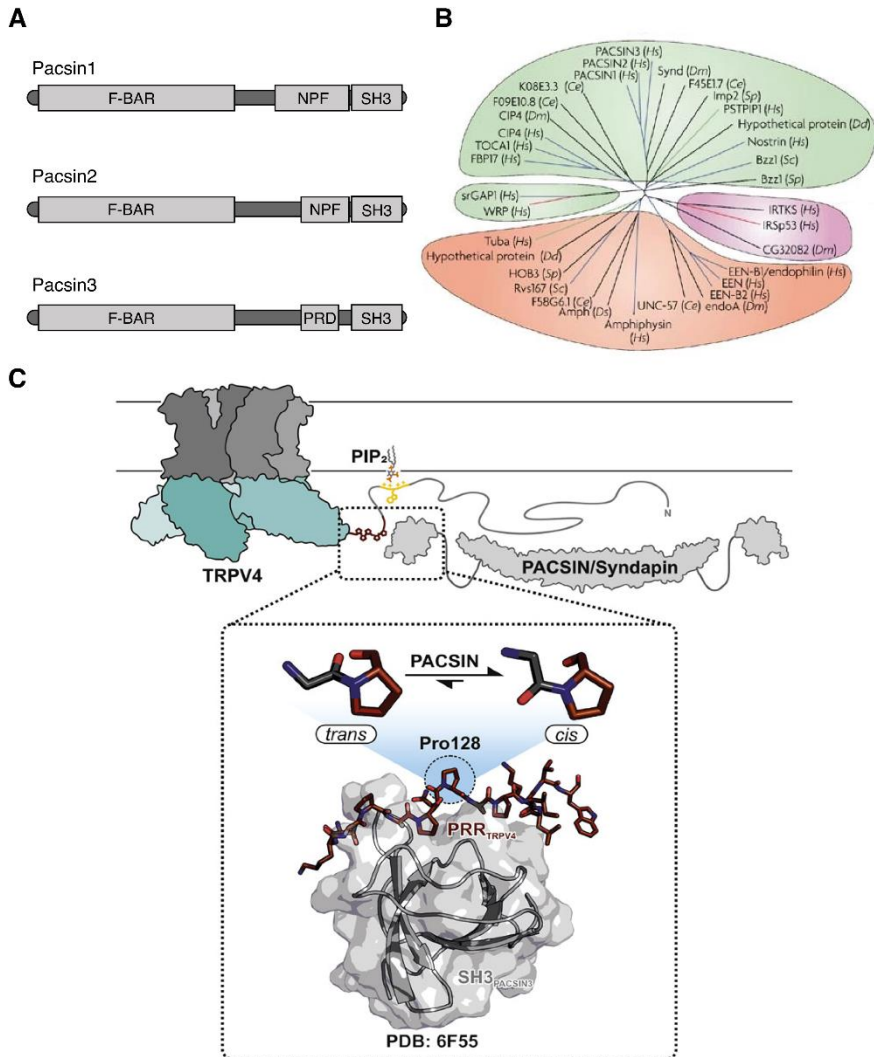 A
Pacsin1
F-BAR
NPF
SH3
Pacsin2
F-BAR
NPF
SH3
Pacsin3
F-BAR
PRD
SH3
B
PACSIN3 (Hs)
PACSIN2 (Hs)
PACSIN1 (Hs)
Synd (Dm)
K08E3.3 (Ce)
F45E1.7 (Ce)
F09E10.8 (Ce)
Imp2 (Sp)
CIP4 (Dm)
PSTPIP1 (Hs)
Hypothetical protein (Dd)
CIP4 (Hs)
Nostrin (Hs)
TOCA1 (Hs)
Bzz1 (Sc)
FBP17 (Hs)
Bzz1 (Sp)
srGAP1 (Hs)
WRP (Hs)
IRTKS (Hs)
IRSp53 (Hs)
CG32082 (Dm)
Tuba (Hs)
Hypothetical protein (Dd)
HOB3 (Sp)
Rvs167 (Sc)
F58G6.1 (Ce)
Amph (Ds)
Amphiphysin
(Hs)
UNC-57 (Ce)
EEN-B1/endophilin (Hs)
EEN (Hs)
EEN-B2 (Hs)
endoA (Dm)
C
PIP₂
N
TRPV4
PACSIN/Syndapin
PACSIN
trans
cis
Pro128
PRR TRPV4
SH3 PACSIN3
PDB: 6F55